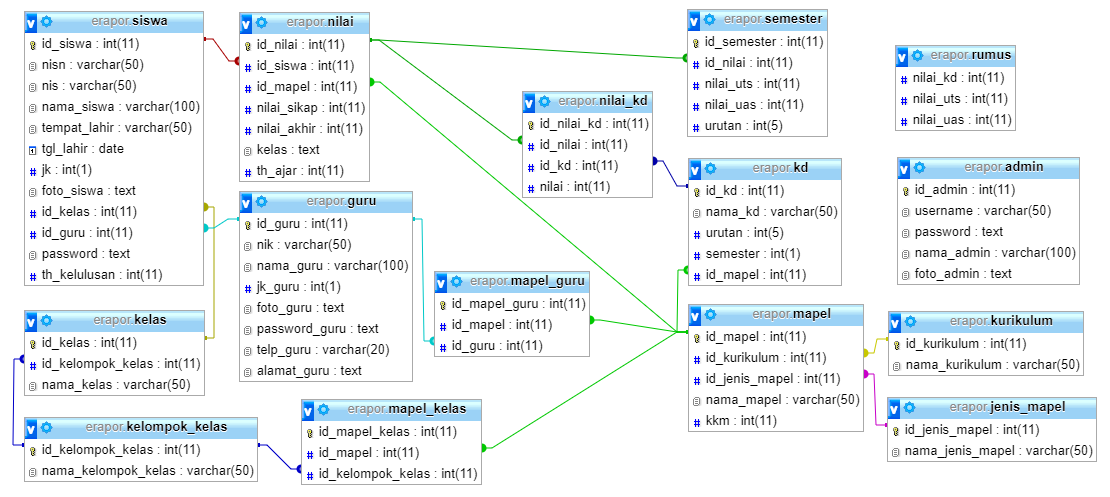 erapor.siswa
id_siswa : int(11)
nisn : varchar(50)
nis : varchar(50)
nama_siswa : varchar(100)
tempat_lahir : varchar(50)
tgl_lahir : date
jk : int(1)
foto_siswa : text
id_kelas : int(11)
id_guru : int(11)
password : text
th_kelulusan : int(11)
erapor.nilai
id_nilai : int(11)
id_siswa : int(11)
id_mapel : int(11)
nilai_sikap : int(11)
nilai_akhir : int(11)
kelas : text
th_ajar : int(11)
erapor.semester
id_semester : int(11)
id_nilai : int(11)
nilai_uts : int(11)
nilai_uas : int(11)
urutan : int(5)
erapor.rumus
nilai_kd : int(11)
nilai_uts : int(11)
nilai_uas : int(11)
erapor.nilai_kd
id_nilai_kd : int(11)
id_nilai : int(11)
id_kd : int(11)
nilai : int(11)
erapor.kd
id_kd : int(11)
nama_kd : varchar(50)
urutan : int(5)
semester : int(1)
id_mapel : int(11)
erapor.admin
id_admin : int(11)
username : varchar(50)
password : text
nama_admin : varchar(100)
foto_admin : text
erapor.guru
id_guru : int(11)
nik : varchar(50)
nama_guru : varchar(100)
jk_guru : int(1)
foto_guru : text
password_guru : text
telp_guru : varchar(20)
alamat_guru : text
erapor.mapel_guru
id_mapel_guru : int(11)
id_mapel : int(11)
id_guru : int(11)
erapor.kelas
id_kelas : int(11)
id_kelompok_kelas : int(11)
nama_kelas : varchar(50)
erapor.mapel
id_mapel : int(11)
id_kurikulum : int(11)
id_jenis_mapel : int(11)
nama_mapel : varchar(50)
kkm : int(11)
erapor.kurikulum
id_kurikulum : int(11)
nama_kurikulum : varchar(50)
erapor.kelompok_kelas
id_kelompok_kelas : int(11)
nama_kelompok_kelas : varchar(50)
erapor.mapel_kelas
id_mapel_kelas : int(11)
id_mapel : int(11)
id_kelompok_kelas : int(11)
erapor.jenis_mapel
id_jenis_mapel : int(11)
nama_jenis_mapel : varchar(50)